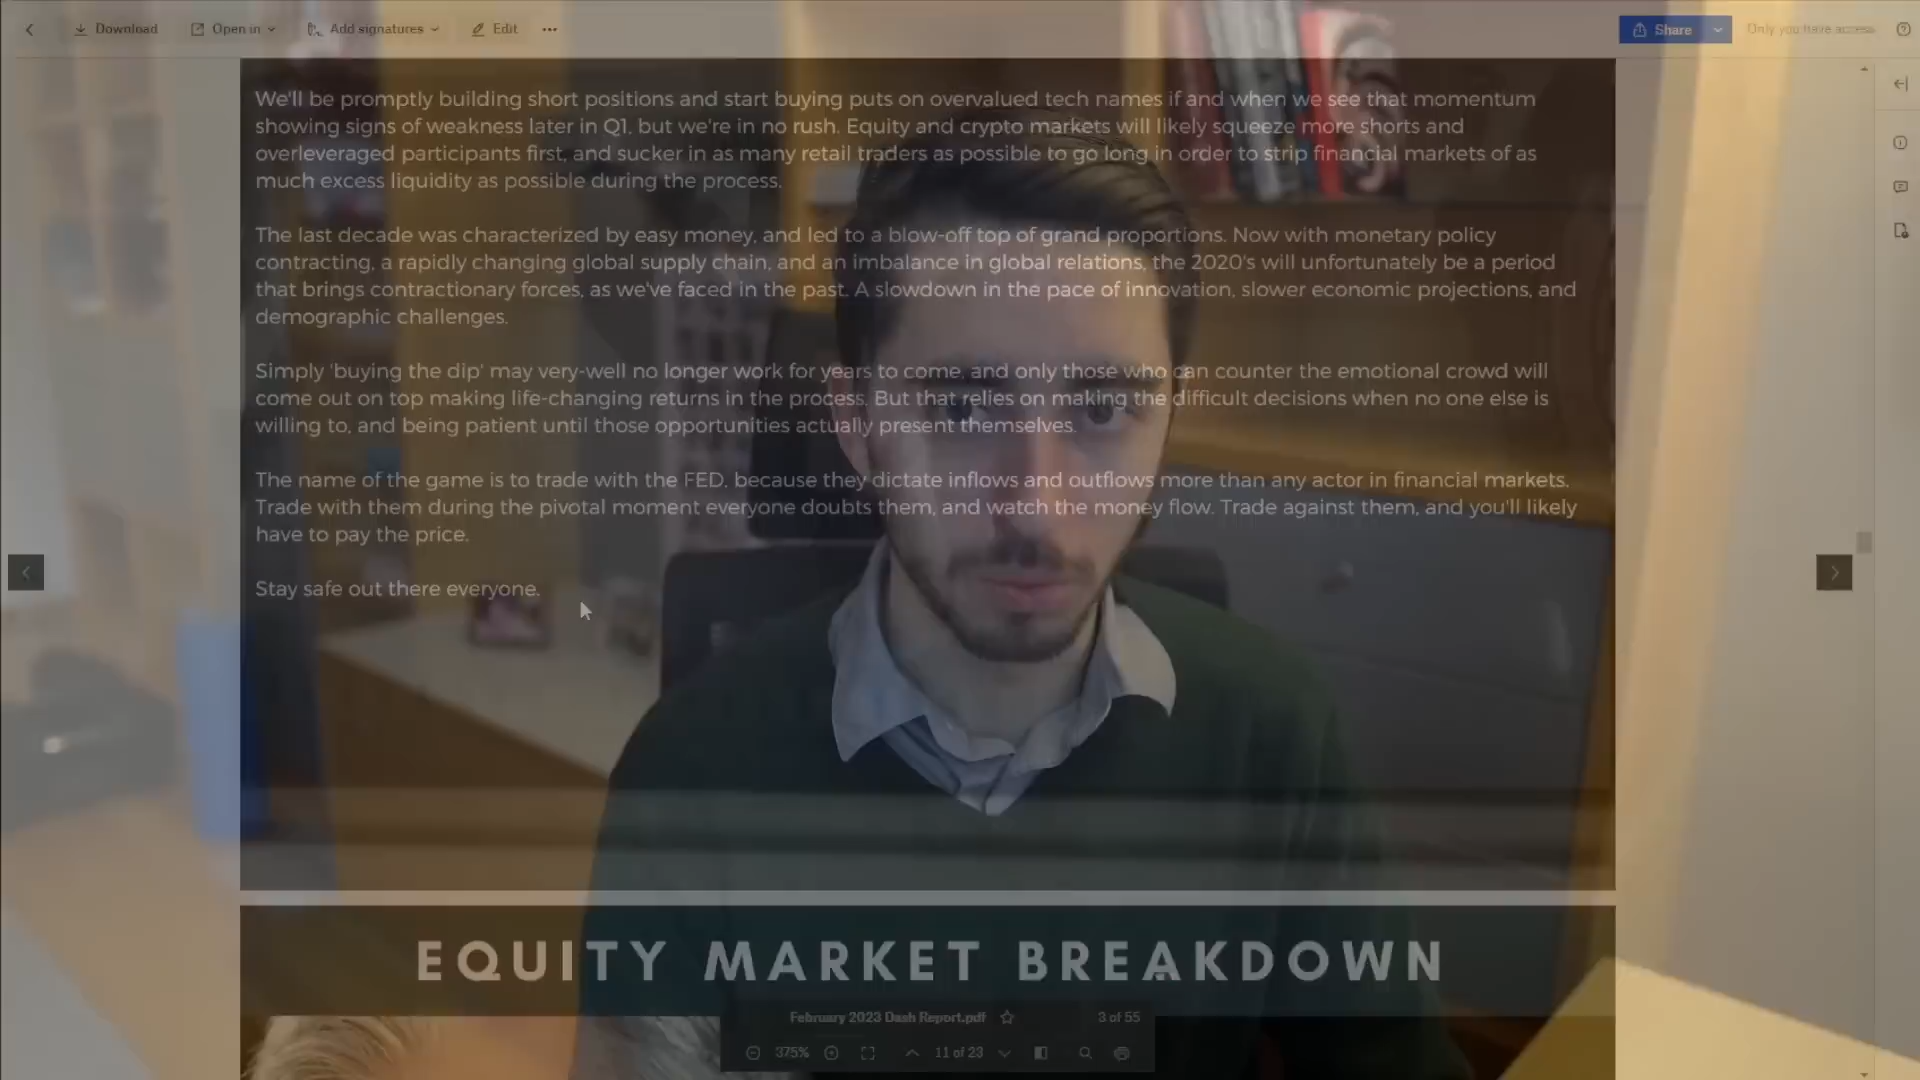 Download Open in Add signatures Edit Share Only you have access
We'll be promptly building short positions and start buying puts on overvalued tech names if and when we see that momentum
showing signs of weakness later in Q1, but we're in no rush. Equity and crypto markets will likely squeeze more shorts and
overleveraged participants first, and sucker in as many retail traders as possible to go long in order to strip financial markets of as
much excess liquidity as possible during the process.
The last decade was characterized by easy money, and led to a blow-off top of grand proportions. Now with monetary policy
contracting, a rapidly changing global supply chain, and an imbalance in global relations, the 2020's will unfortunately be a period
that brings contractionary forces, as we've faced in the past. A slowdown in the pace of innovation, slower economic projections, and
demographic challenges.
Simply 'buying the dip' may very-well no longer work for years to come, and only those who can counter the emotional crowd will
come out on top making life-changing returns in the process. But that relies on making the difficult decisions when no one else is
willing to, and being patient until those opportunities actually present themselves.
The name of the game is to trade with the FED, because they dictate inflows and outflows more than any actor in financial markets.
Trade with them during the pivotal moment everyone doubts them, and watch the money flow. Trade against them, and you'll likely
have to pay the price.
Stay safe out there everyone.
EQUITY MARKET BREAKDOWN
February 2023 Dash Report.pdf 3 of 55
375% 11 of 23